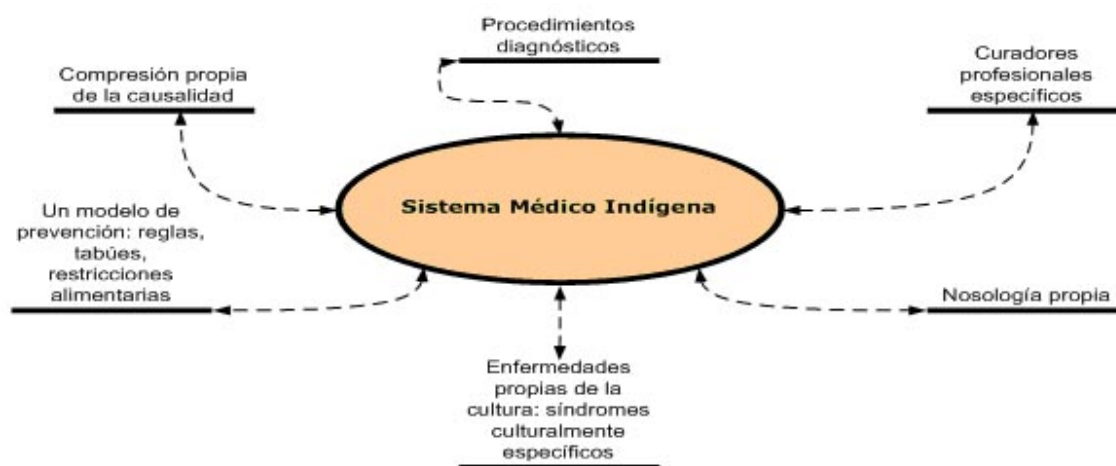 Procedimientos
diagnósticos
Compresión propia
de la causalidad
Curadores
profesionales
específicos
Sistema Médico Indígena
Un modelo de
prevención: reglas,
tabúes,
restricciones
alimentarias
Nosología propia
Enfermedades
propias de la
cultura: síndromes
culturalmente
específicos